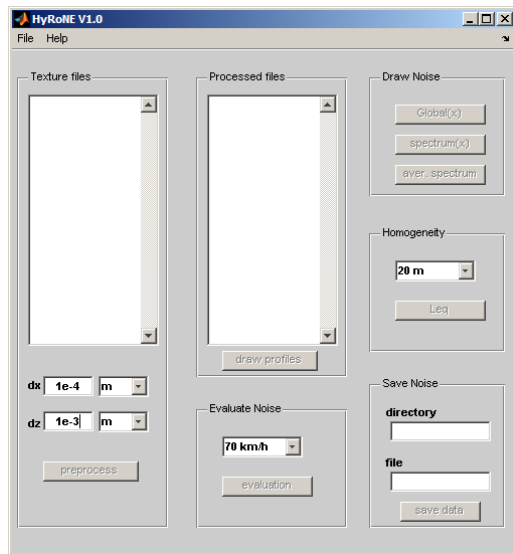 HyRoNE V1.0
File Help
Texture files
dx 1e-4 m
dz 1e-3 m
preprocess
Processed files
draw profiles
Evaluate Noise
70 km/h
evaluation
Draw Noise
Global(x)
spectrum(x)
aver. spectrum
Homogeneity
20 m
Leq
Save Noise
directory
file
save data